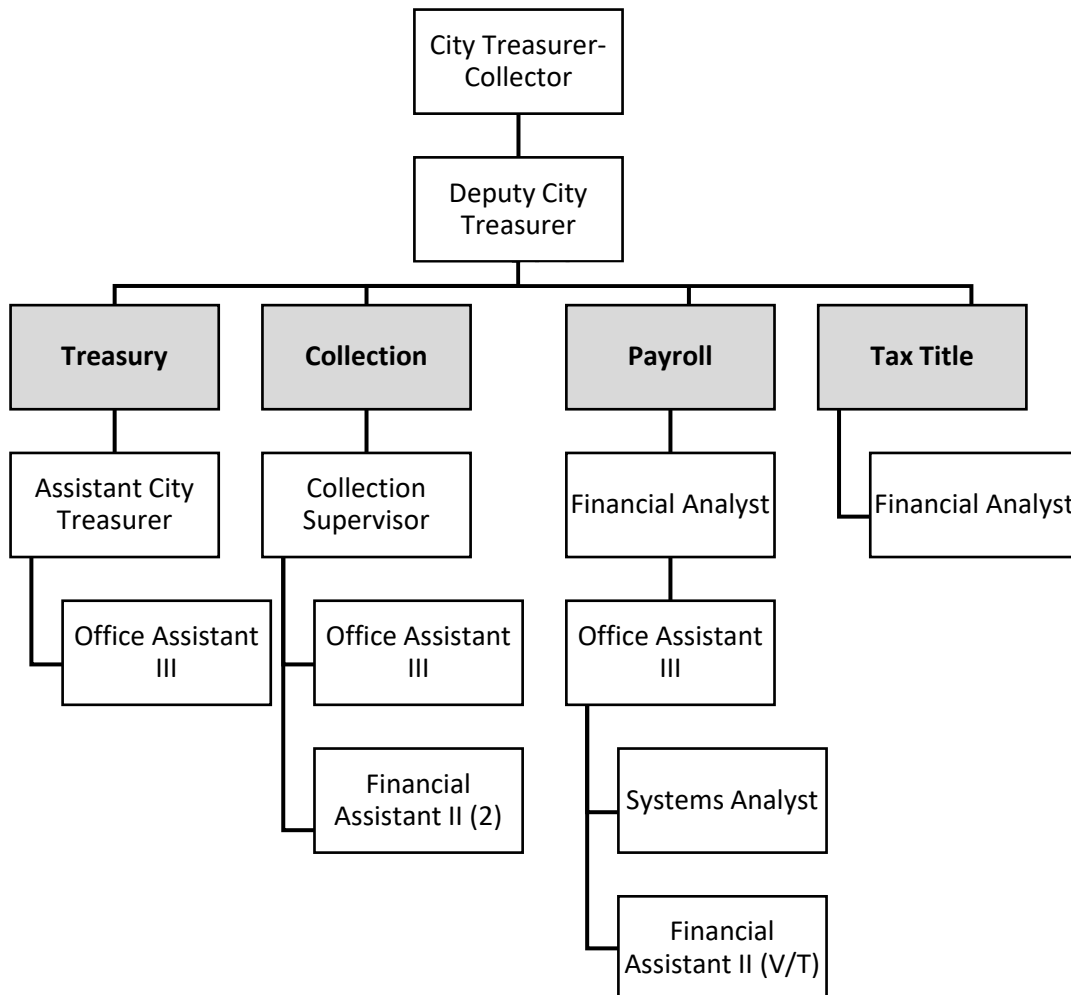 City Treasurer-
Collector
Deputy City
Treasurer
Treasury
Collection
Payroll
Tax Title
Assistant City
Treasurer
Collection
Supervisor
Financial Analyst
Financial Analyst
Office Assistant
III
Office Assistant
III
Office Assistant
III
Financial
Assistant II (2)
Systems Analyst
Financial
Assistant II (V/T)